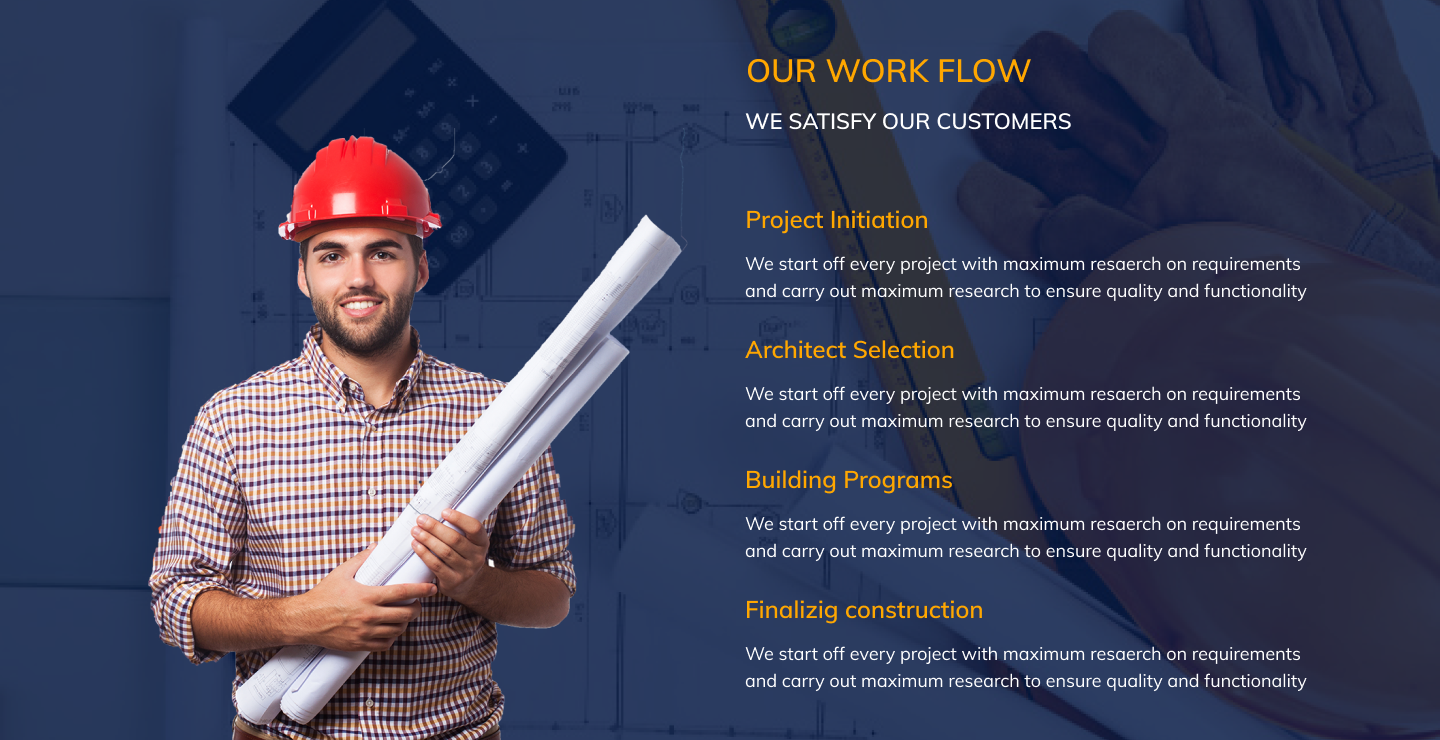 OUR WORK FLOW
WE SATISFY OUR CUSTOMERS
Project Initiation
We start off every project with maximum resaerch on requirements
and carry out maximum research to ensure quality and functionality
Architect Selection
We start off every project with maximum resaerch on requirements
and carry out maximum research to ensure quality and functionality
Building Programs
We start off every project with maximum resaerch on requirements
and carry out maximum research to ensure quality and functionality
Finalizig construction
We start off every project with maximum resaerch on requirements
and carry out maximum research to ensure quality and functionality